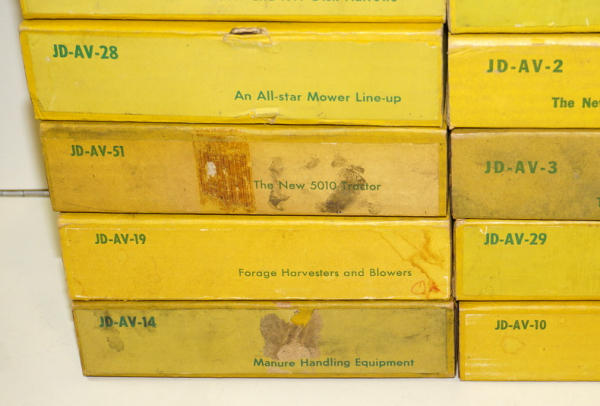 Disk Harrows
JD-AV-28
An All-star Mower Line-up
JD-AV-51
The New 5010 Tractor
JD-AV-19
Forage Harvesters and Blowers
JD-AV-14
Manure Handling Equipment
JD-AV-2
The Ne
JD-AV-3
JD-AV-29
JD-AV-10